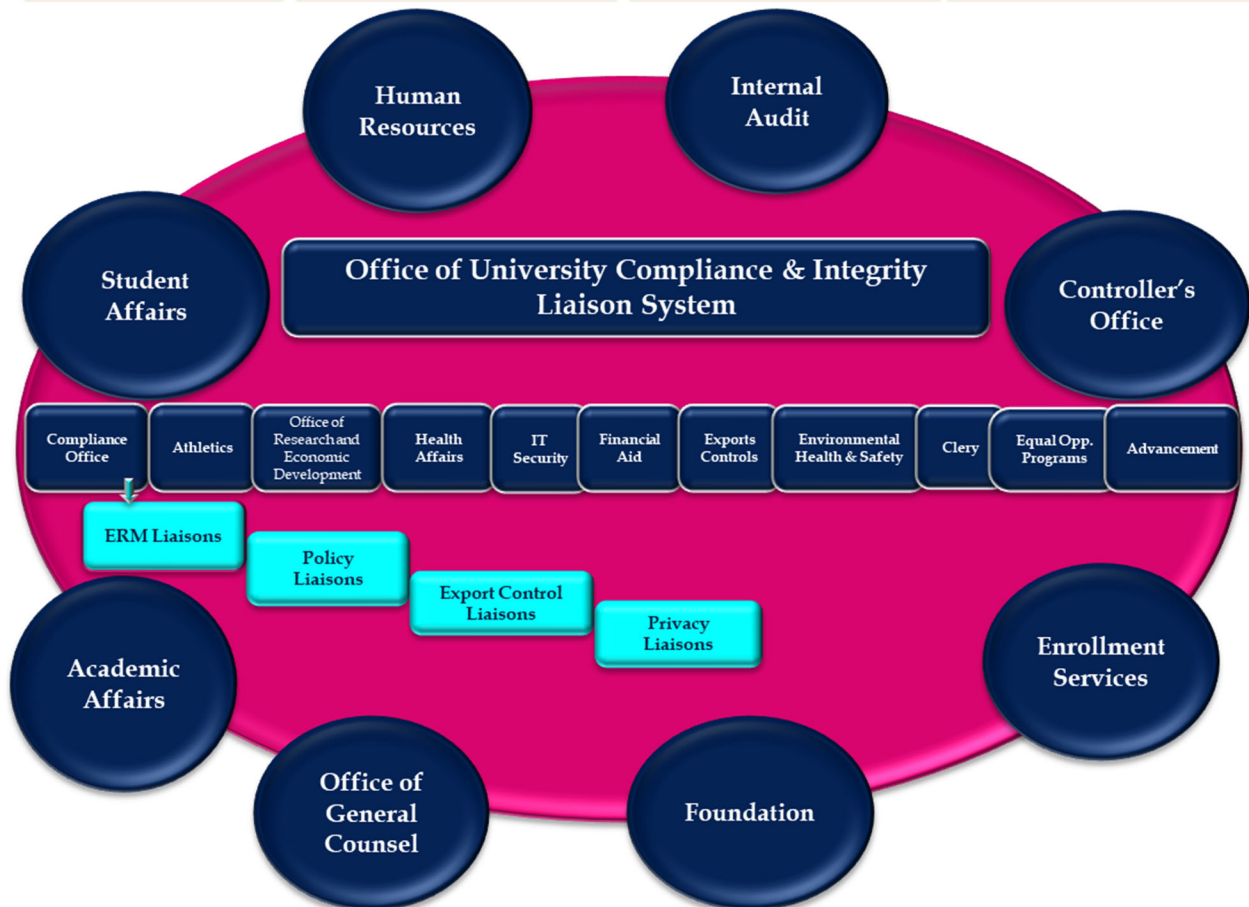 Human
Resources
Internal
Audit
Student
Affairs
Office of University Compliance & Integrity
Liaison System
Controller's
Office
Compliance
Office
Athletics
Office of
Research and
Economic
Development
Health
Affairs
IT
Security
Financial
Aid
Exports
Controls
Environmental
Health & Safety
Clery
Equal Opp.
Programs
Advancement
ERM Liaisons
Policy
Liaisons
Export Control
Liaisons
Privacy
Liaisons
Academic
Affairs
Enrollment
Services
Office of
General
Counsel
Foundation